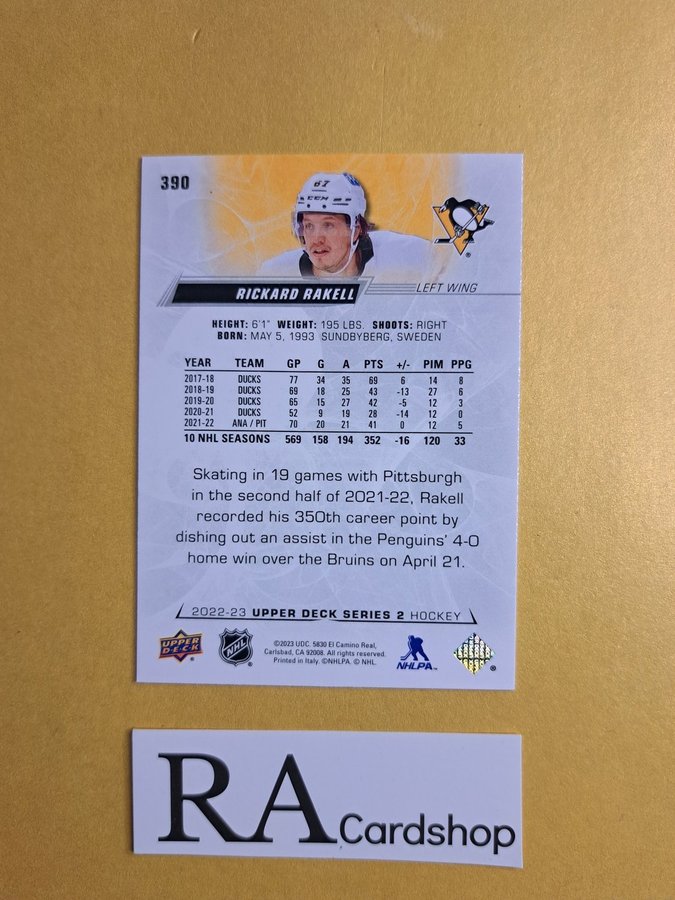 390
67
CCM
RICKARD RAKELL
LEFT WING
HEIGHT: 6'1" WEIGHT: 195 LBS. SHOOTS: RIGHT
BORN: MAY 5, 1993 SUNDBYBERG, SWEDEN
YEAR TEAM GP G A PTS +/- PIM PPG
2017-18 DUCKS 77 34 35 69 6 14 8
2018-19 DUCKS 69 18 25 43 -13 27 6
2019-20 DUCKS 65 15 27 42 -5 12 3
2020-21 DUCKS 52 9 19 28 -14 12 0
2021-22 ANA / PIT 70 20 21 41 0 12 5
10 NHL SEASONS 569 158 194 352 -16 120 33
Skating in 19 games with Pittsburgh
in the second half of 2021-22, Rakell
recorded his 350th career point by
dishing out an assist in the Penguins' 4-0
home win over the Bruins on April 21.
2022-23 UPPER DECK SERIES 2 HOCKEY
UPPER DECK
NHL
©2023 UDC. 5830 El Camino Real,
Carlsbad, CA 92008. All rights reserved.
Printed in Italy. ©NHLPA. © NHL.
NHLPA
RA Cardshop